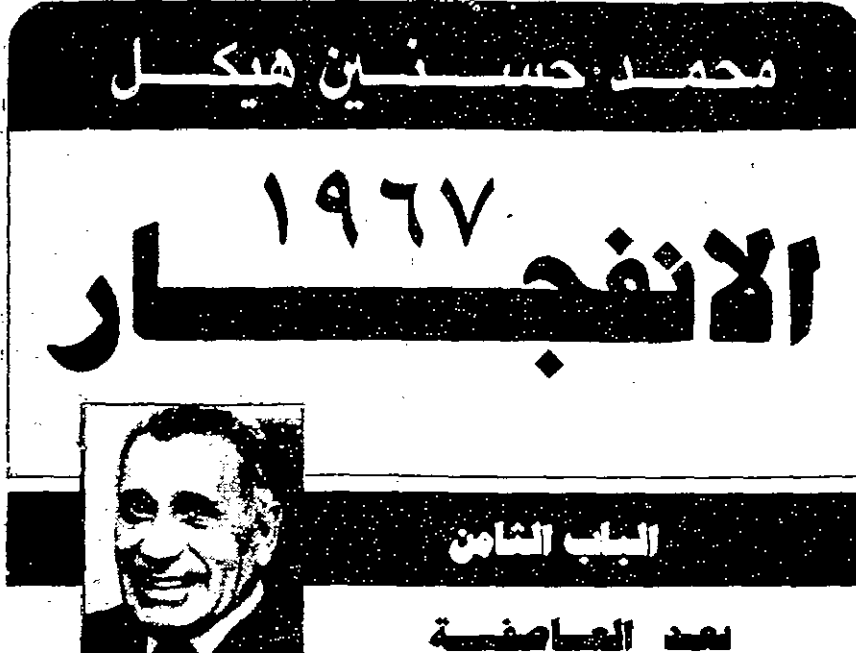 محمد حسنين هيكل
١٩٦٧
الانفجار
الباب الثامن
بعد العاصفة